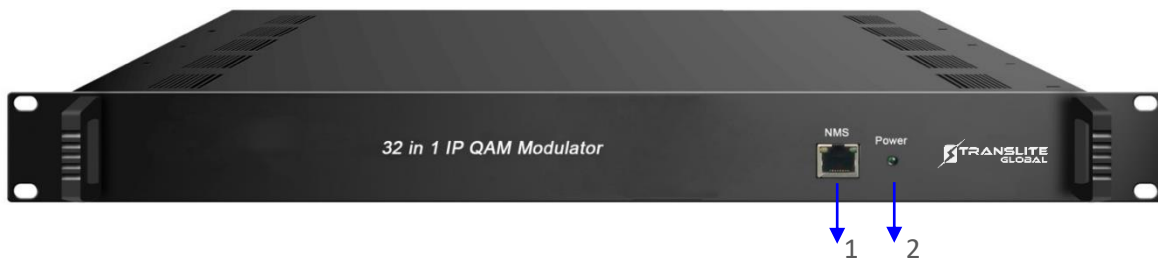 NMS
Power
32 in 1 IP QAM Modulator
TRANSLITE
GLOBAL
1
2